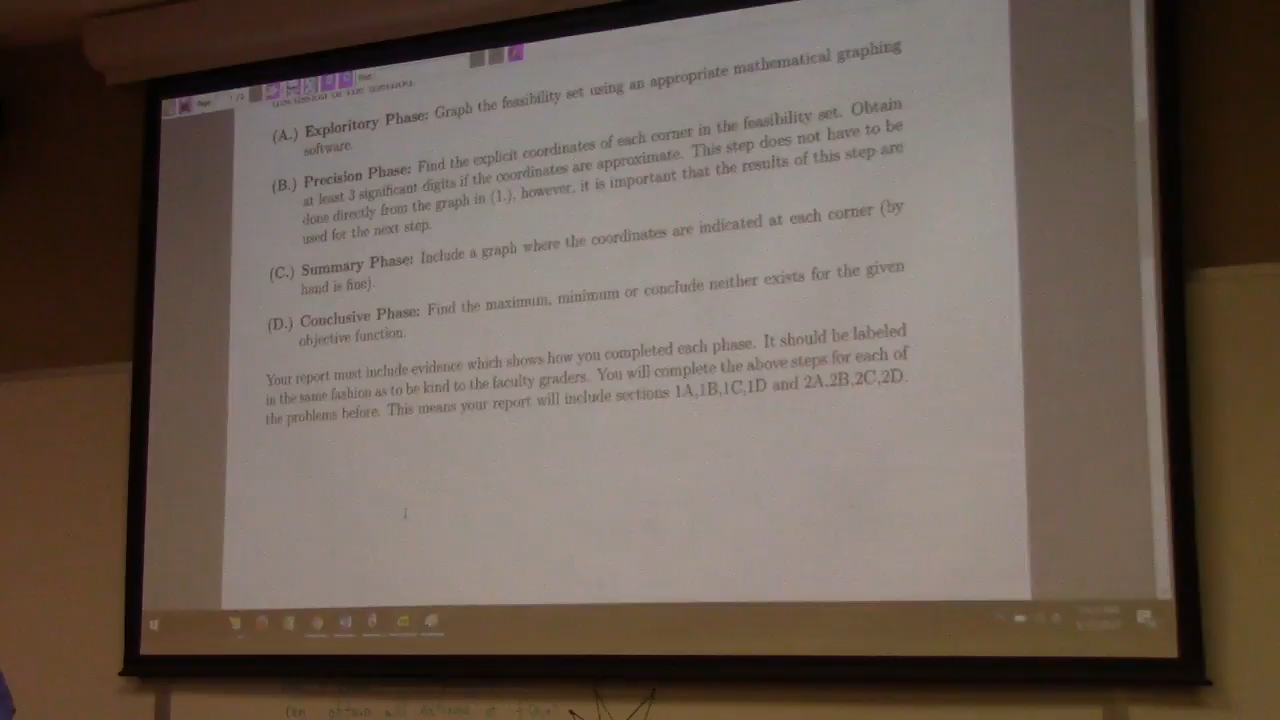 (A.) Exploritory Phase: Graph the feasibility set using an appropriate mathematical graphing
software.
(B.) Precision Phase: Find the explicit coordinates of each corner in the feasibility set. Obtain
at least 3 significant digits if the coordinates are approximate. This step does not have to be
done directly from the graph in (1.), however, it is important that the results of this step are
used for the next step.
(C.) Summary Phase: Include a graph where the coordinates are indicated at each corner (by
hand is fine).
(D.) Conclusive Phase: Find the maximum, minimum or conclude neither exists for the given
objective function.
Your report must include evidence which shows how you completed each phase. It should be labeled
in the same fashion as to be kind to the faculty graders. You will complete the above steps for each of
the problems before. This means your report will include sections 1A,1B,1C,1D and 2A,2B,2C,2D.
obtain